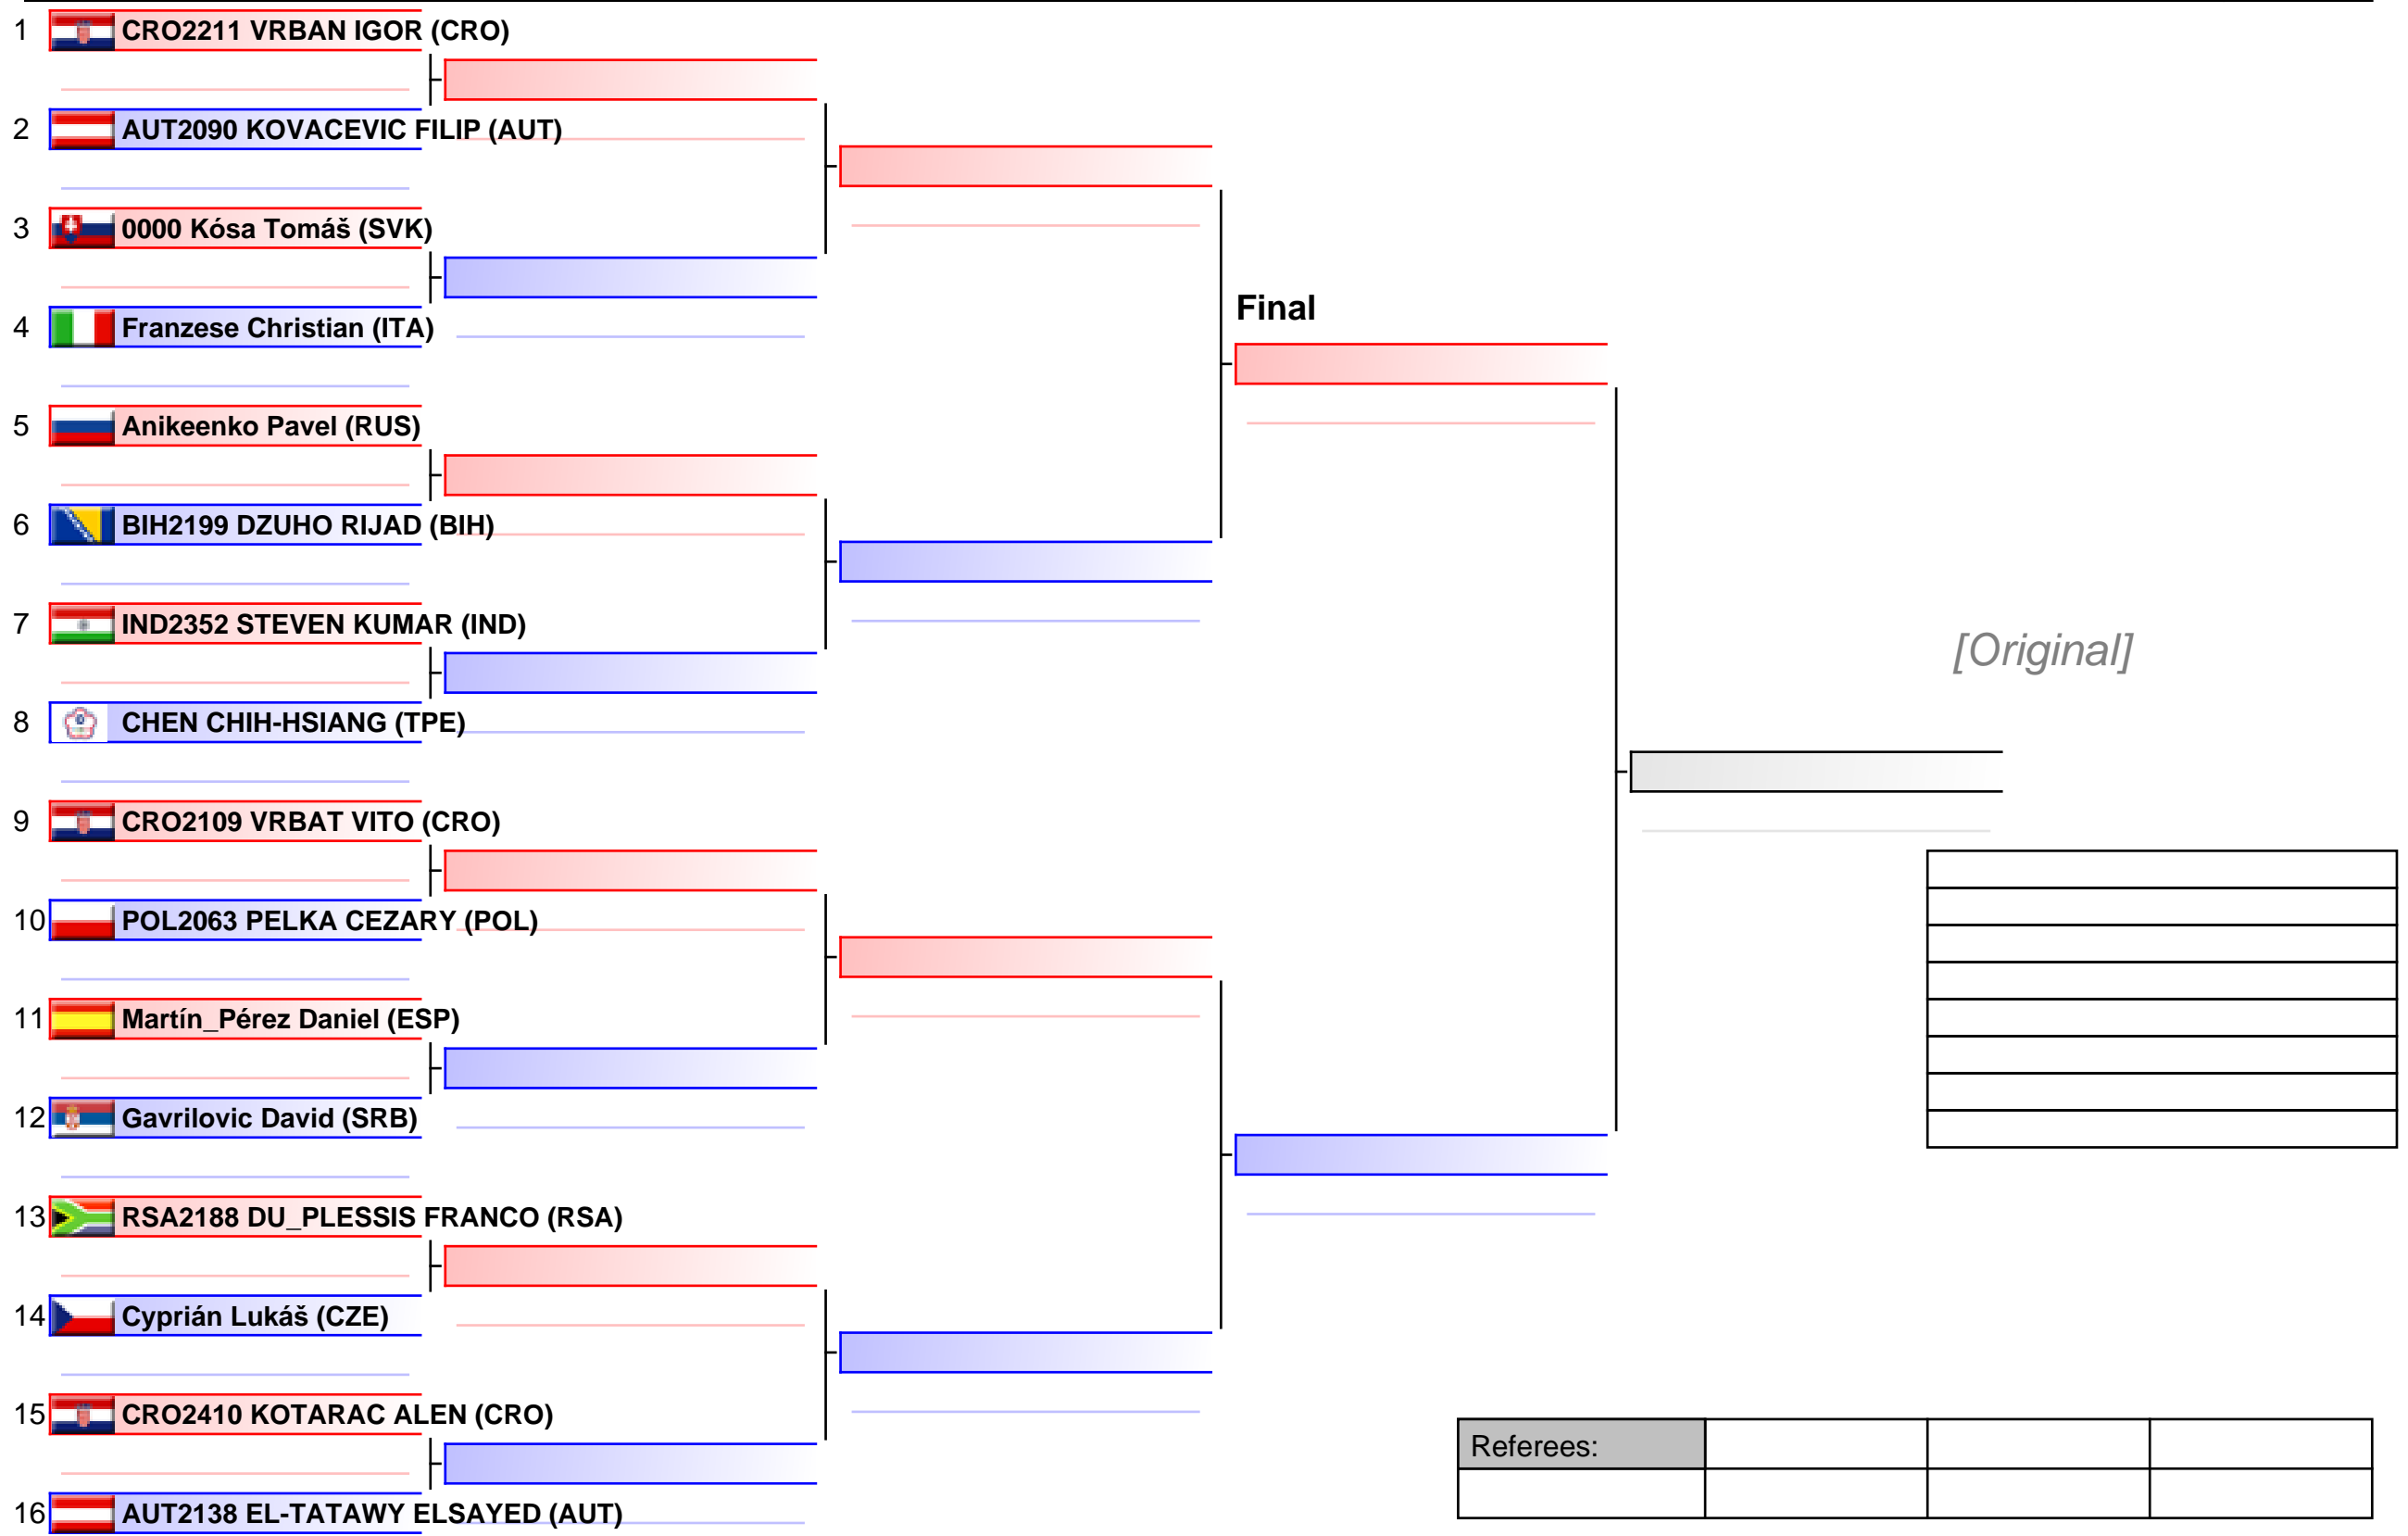 1 CRO2211 VRBAN IGOR (CRO)
2 AUT2090 KOVACEVIC FILIP (AUT)
3 0000 Kósa Tomáš (SVK)
4 Franzese Christian (ITA)
Final
5 Anikeenko Pavel (RUS)
6 BIH2199 DZUHO RIJAD (BIH)
7 IND2352 STEVEN KUMAR (IND)
[Original]
8 CHEN CHIH-HSIANG (TPE)
9 CRO2109 VRBAT VITO (CRO)
10 POL2063 PELKA CEZARY (POL)
11 Martín_Pérez Daniel (ESP)
12 Gavrilovic David (SRB)
13 RSA2188 DU_PLESSIS FRANCO (RSA)
14 Cyprián Lukáš (CZE)
15 CRO2410 KOTARAC ALEN (CRO)
Referees:
16 AUT2138 EL-TATAWY ELSAYED (AUT)